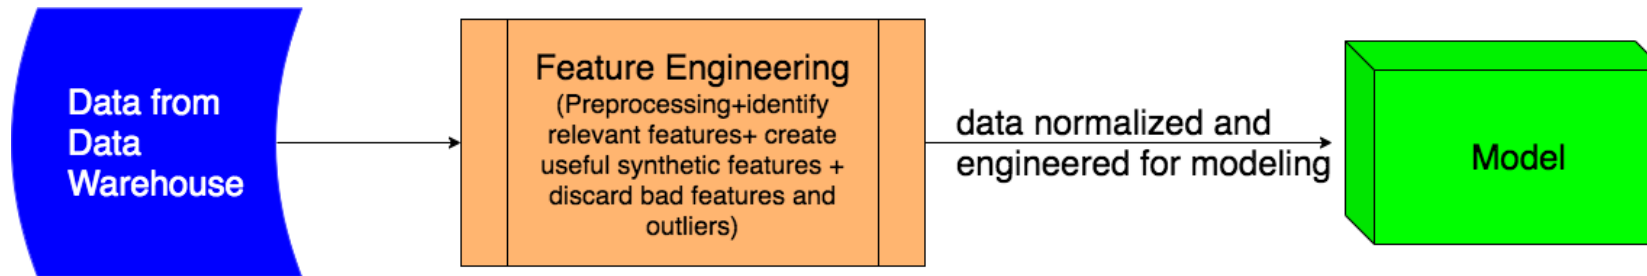 Data from
Data
Warehouse
Feature Engineering
(Preprocessing+identify
relevant features+ create
useful synthetic features +
discard bad features and
outliers)
data normalized and
engineered for modeling
Model